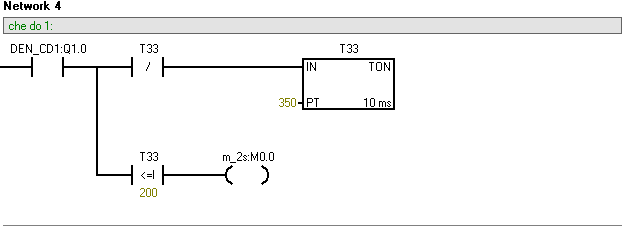 Network 4
che do 1:
DEN_CD1:Q1.0
T33
T33
/
IN
TON
350
PT
10 ms
T33
m_2s:M0.0
<=I
200